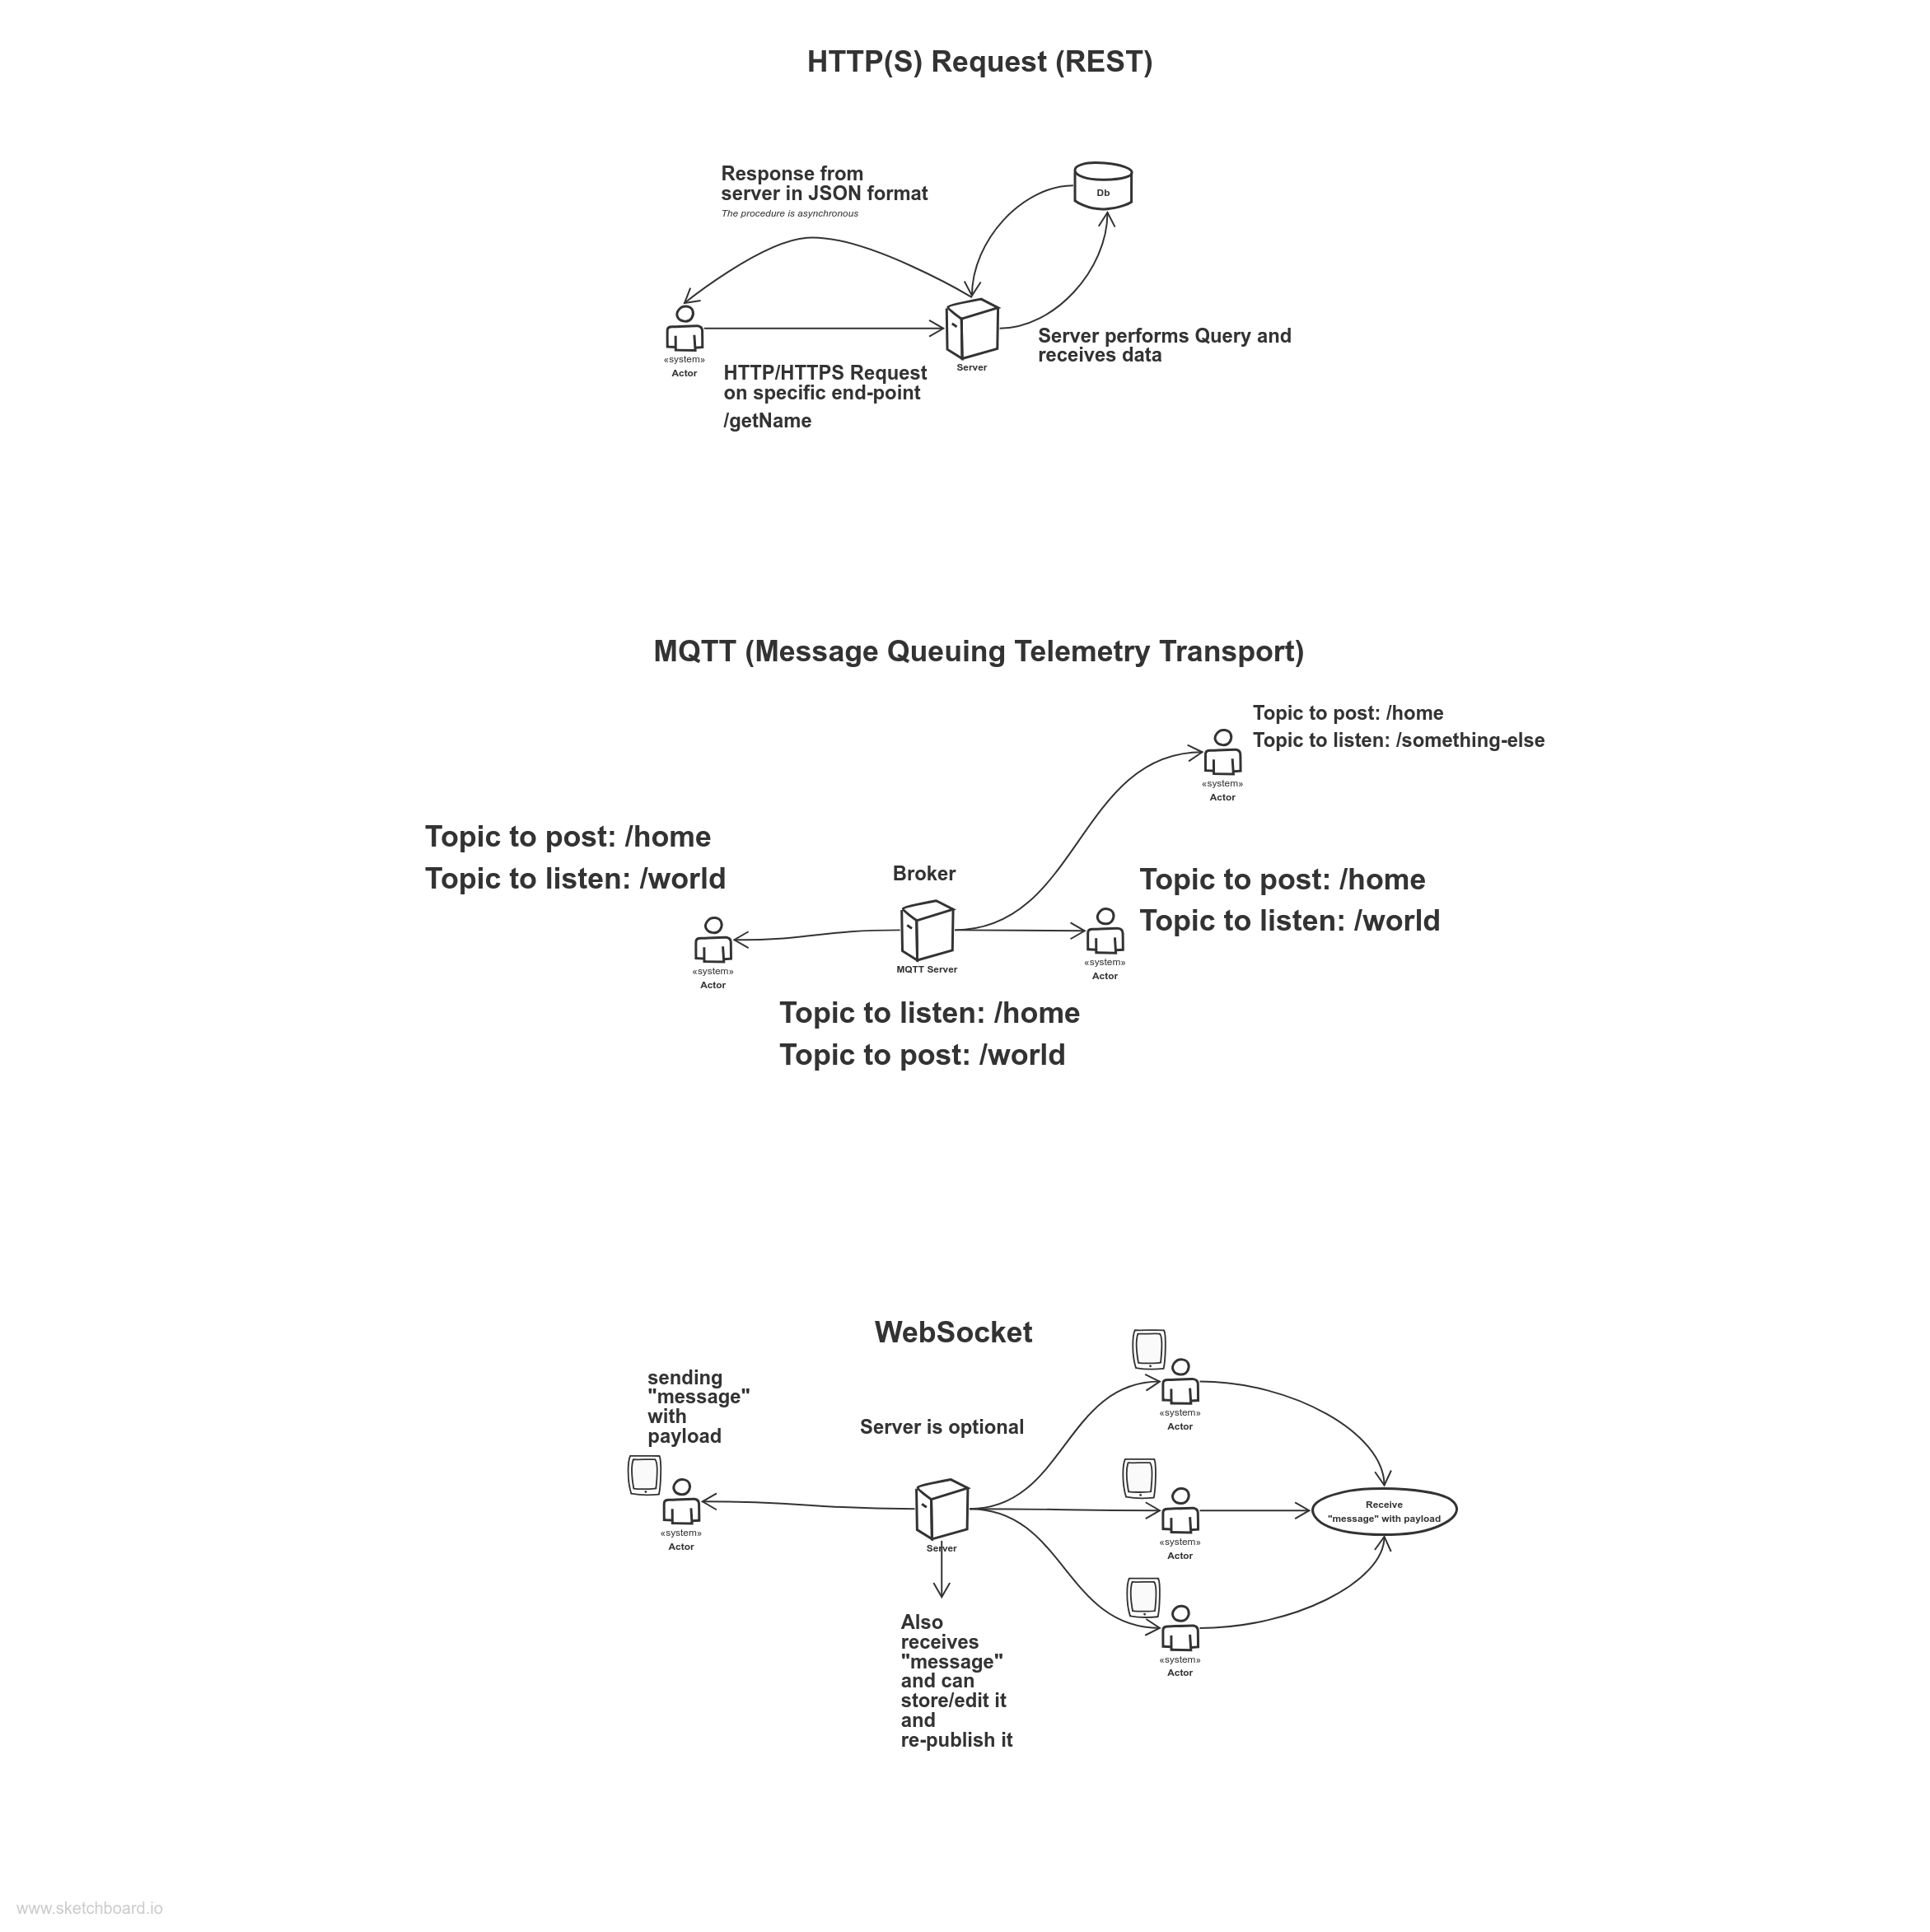 HTTP(S) Request (REST)
Response from
server in JSON format
The procedure is asynchronous
Db
«system»
Actor
Server
Server performs Query and
receives data
HTTP/HTTPS Request
on specific end-point
/getName
MQTT (Message Queuing Telemetry Transport)
Topic to post: /home
Topic to listen: /something-else
«system»
Actor
Topic to post: /home
Topic to listen: /world
Broker
Topic to post: /home
Topic to listen: /world
«system»
Actor
MQTT Server
«system»
Actor
Topic to listen: /home
Topic to post: /world
WebSocket
sending
"message"
with
payload
Server is optional
«system»
Actor
«system»
Actor
Server
«system»
Actor
Receive
"message" with payload
«system»
Actor
Also
receives
"message"
and can
store/edit it
and
re-publish it
www.sketchboard.io